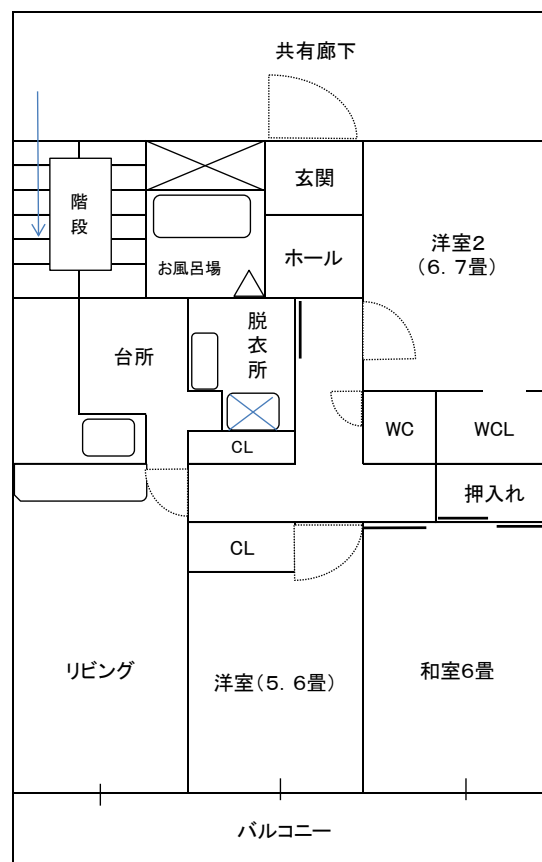 共有廊下
階
段
玄関
お風呂場
ホール
洋室2
（6．7畳）
台所
脱
衣
所
WC
WCL
CL
押入れ
CL
リビング
洋室（5．6畳）
和室6畳
バルコニー